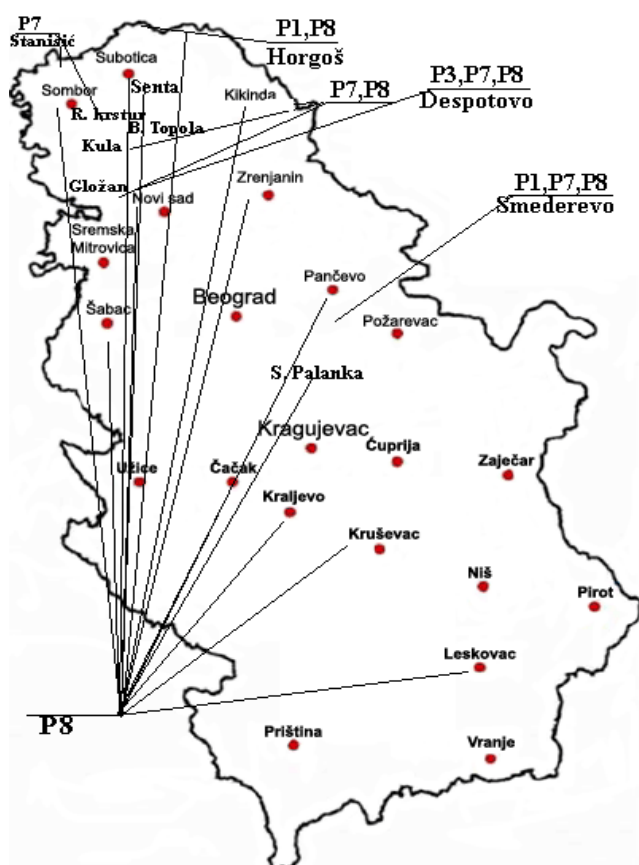 P7
Stanišić
P1,P8
Horgoš
Subotica
Sombor
Senta
Kikinda
P7,P8
P3,P7,P8
Despotovo
R. krstur
B. Topola
Kula
Gložan
Novi sad
Zrenjanin
P1,P7,P8
Smederevo
Sremska
Mitrovica
Pančevo
Šabac
Beograd
Požarevac
S. Palanka
Kragujevac
Ćuprija
Užice
Čačak
Zaječar
Kraljevo
Kruševac
Niš
Pirot
Leskovac
P8
Priština
Vranje